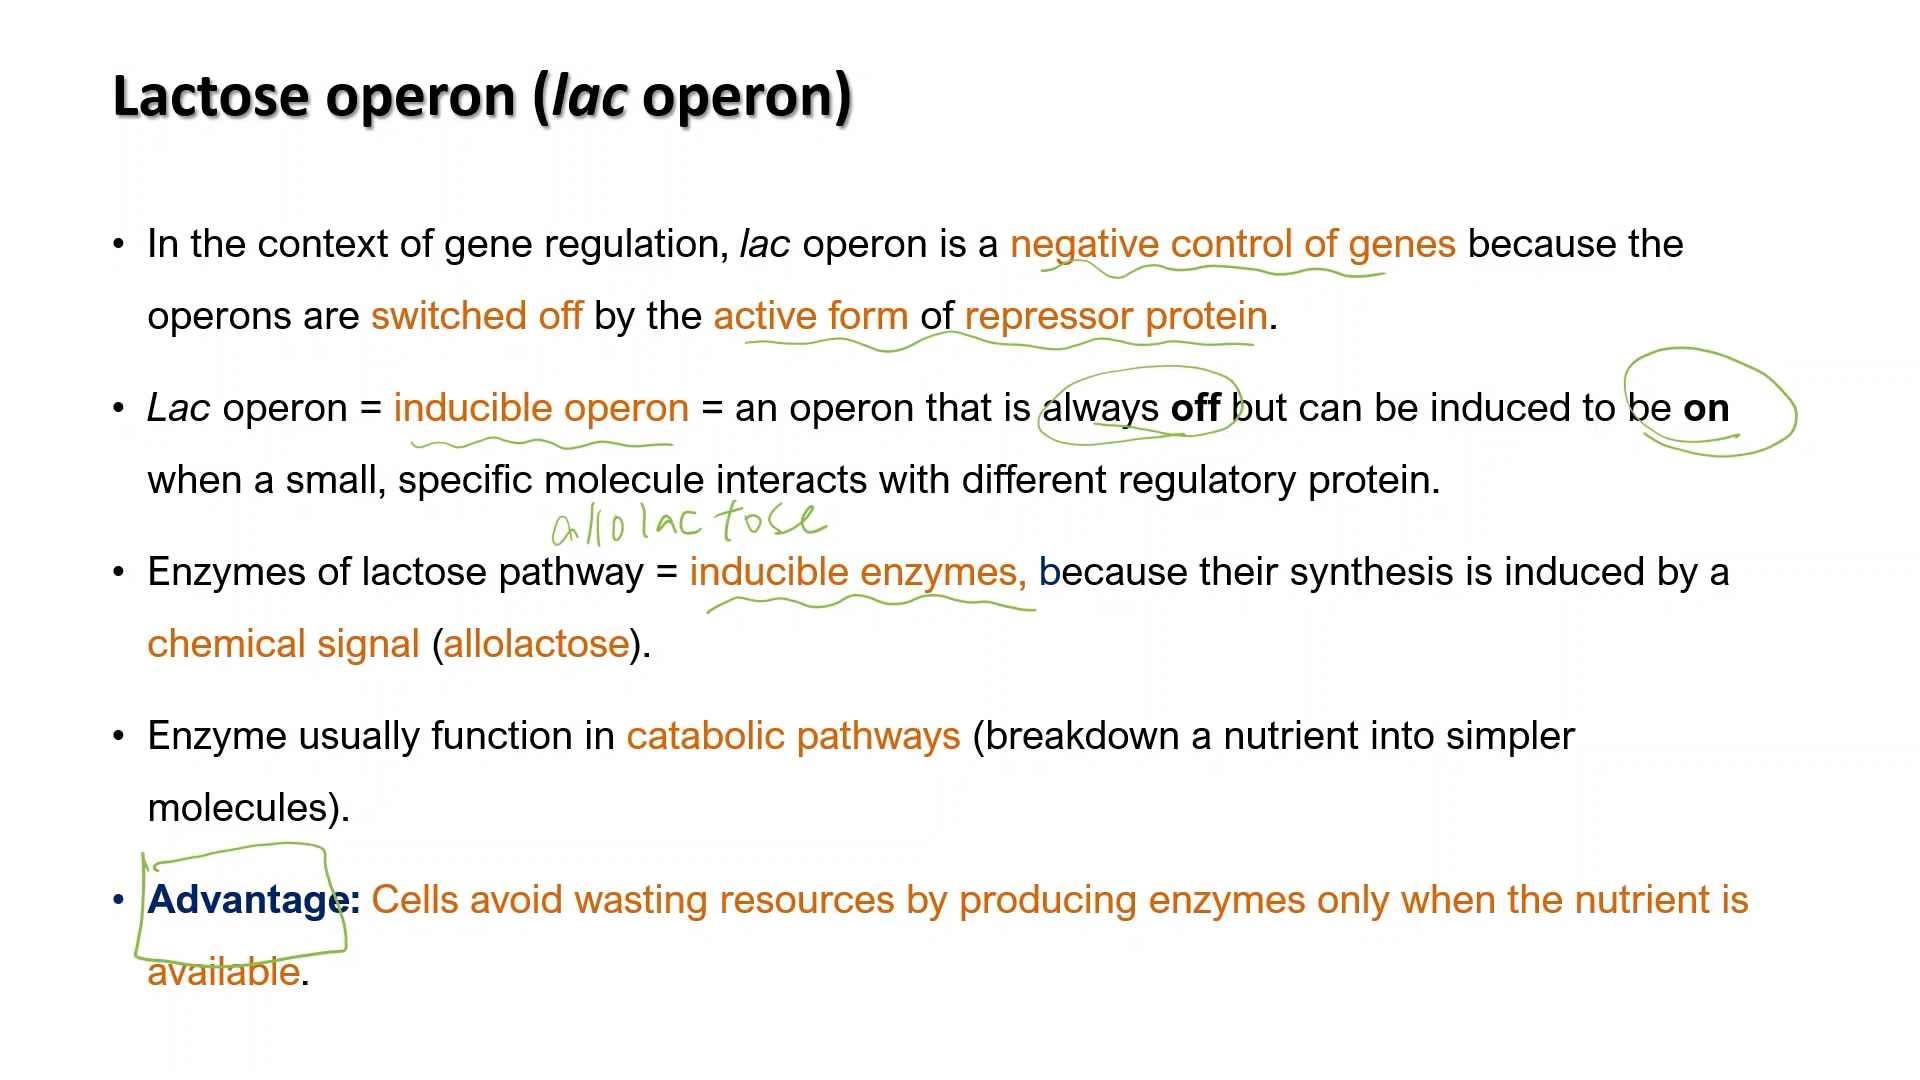 Lactose operon (lac operon)
• In the context of gene regulation, lac operon is a negative control of genes because the
operons are switched off by the active form of repressor protein.
• Lac operon = inducible operon = an operon that is always off but can be induced to be on
when a small, specific molecule interacts with different regulatory protein.
allolactose
• Enzymes of lactose pathway = inducible enzymes, because their synthesis is induced by a
chemical signal (allolactose).
• Enzyme usually function in catabolic pathways (breakdown a nutrient into simpler
molecules).
• Advantage: Cells avoid wasting resources by producing enzymes only when the nutrient is
available.